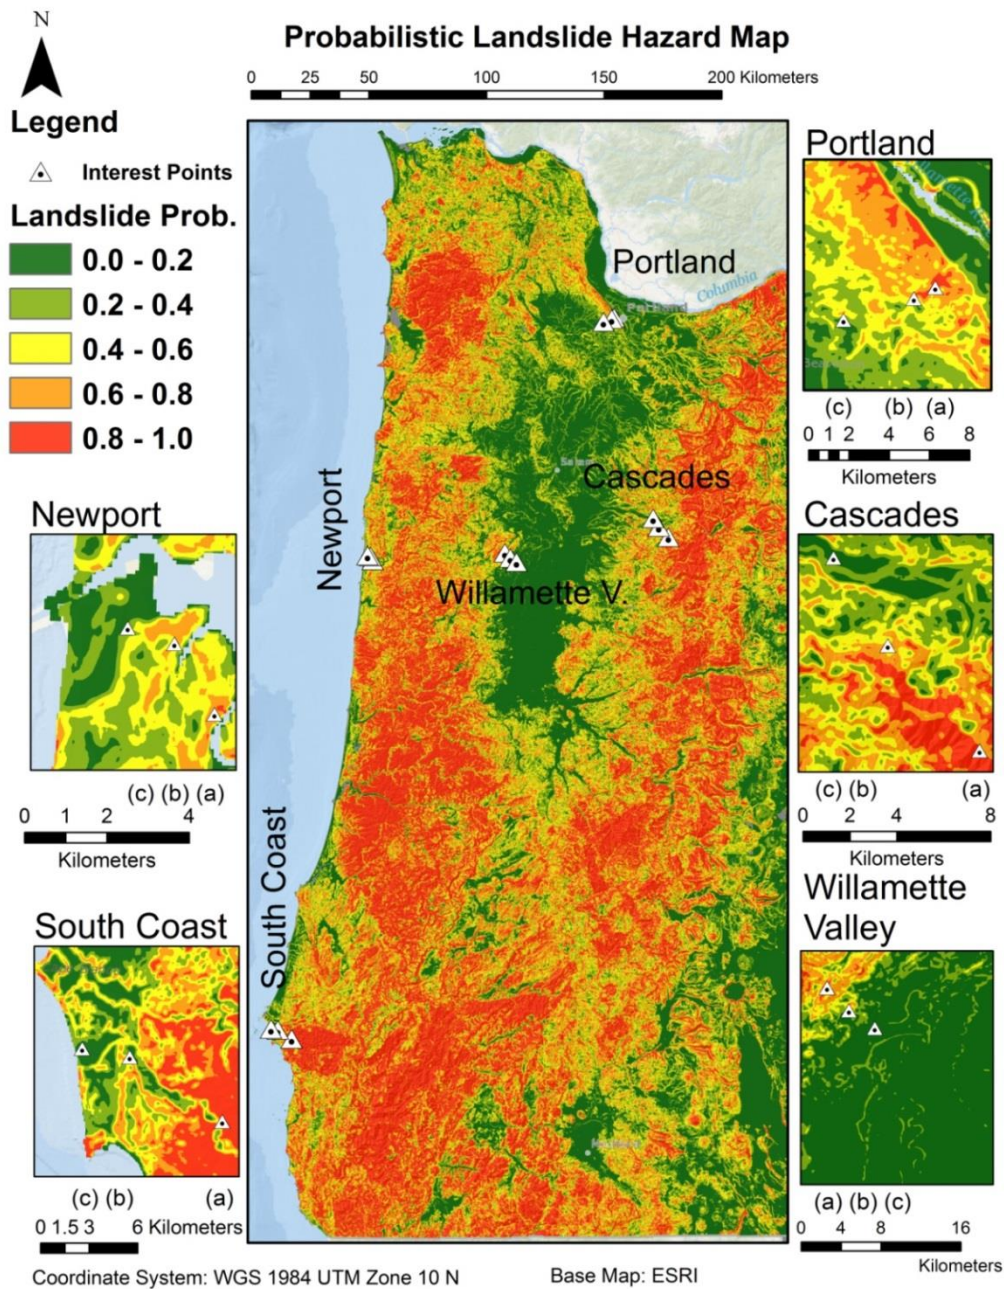 N
Probabilistic Landslide Hazard Map
0 25 50 100 150 200 Kilometers
Legend
Interest Points
Landslide Prob.
0.0 - 0.2
0.2 - 0.4
0.4 - 0.6
0.6 - 0.8
0.8 - 1.0
Portland
Columbia
Portland
Salem
Cascades
Newport
Willamette V.
South Coast
Medford
Portland
(c) (b) (a)
0 1 2 4 6 8
Kilometers
Newport
(c) (b) (a)
0 1 2 4
Kilometers
Cascades
(c) (b) (a)
0 2 4 8
Kilometers
South Coast
(c) (b) (a)
0 1.5 3 6 Kilometers
Willamette
Valley
(a) (b) (c)
0 4 8 16
Kilometers
Coordinate System: WGS 1984 UTM Zone 10 N
Base Map: ESRI